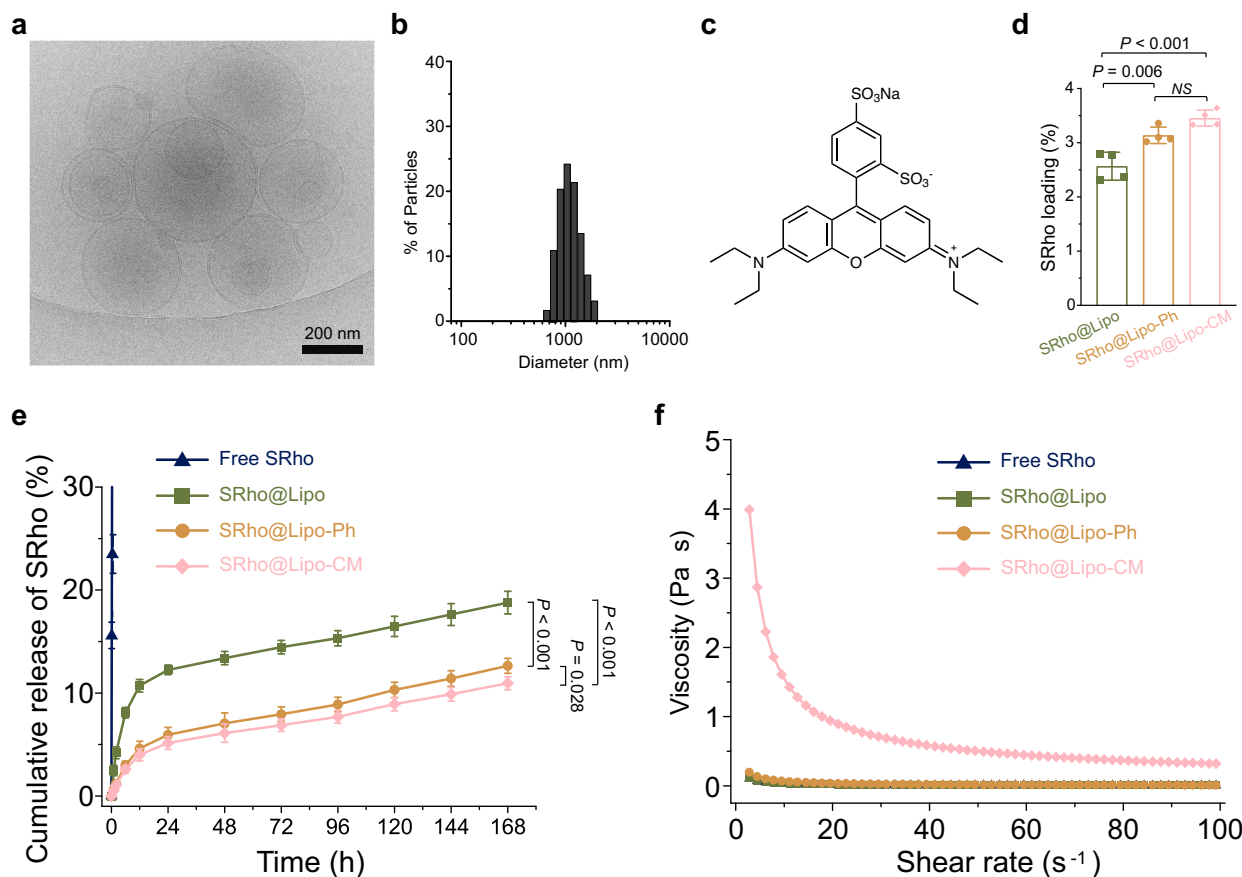 a
200 nm
b
40
30
20
10
0
% of Particles
100
1000
10000
Diameter (nm)
c
SO₃Na
SO₃⁻
N
O
N⁺
d
P < 0.001
P = 0.006
NS
4
3
2
1
0
SRho loading (%)
SRho@Lipo
SRho@Lipo-Ph
SRho@Lipo-CM
e
Free SRho
SRho@Lipo
SRho@Lipo-Ph
SRho@Lipo-CM
30
20
10
0
Cumulative release of SRho (%)
P < 0.001
P = 0.028
P < 0.001
0 24 48 72 96 120 144 168
Time (h)
f
Free SRho
SRho@Lipo
SRho@Lipo-Ph
SRho@Lipo-CM
5
4
3
2
1
0
Viscosity (Pa s)
0 20 40 60 80 100
Shear rate (s⁻¹)